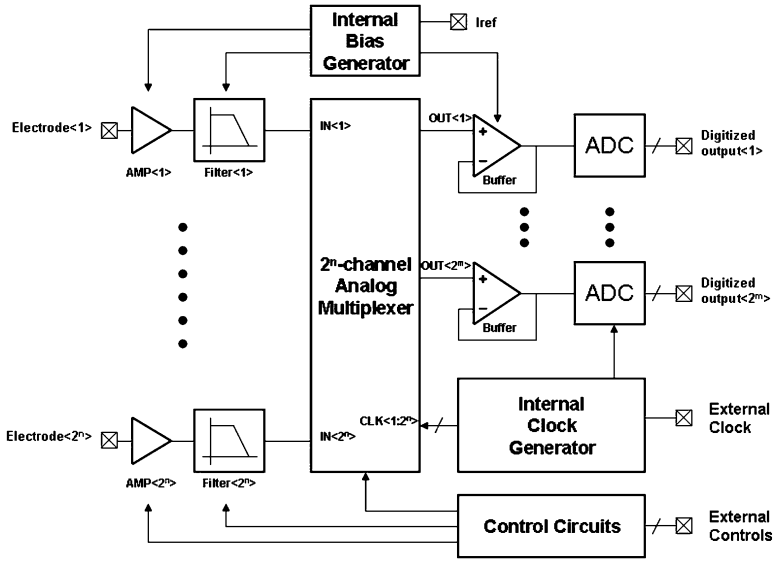 Internal
Bias
Generator
Iref
Electrode<1>
AMP<1>
Filter<1>
IN<1>
OUT<1>
+
−
Buffer
ADC
Digitized
output<1>
2ⁿ-channel
Analog
Multiplexer
OUT<2ᵐ>
+
−
Buffer
ADC
Digitized
output<2ᵐ>
Electrode<2ⁿ>
AMP<2ⁿ>
Filter<2ⁿ>
IN<2ⁿ>
CLK<1:2ⁿ>
Internal
Clock
Generator
External
Clock
Control Circuits
External
Controls